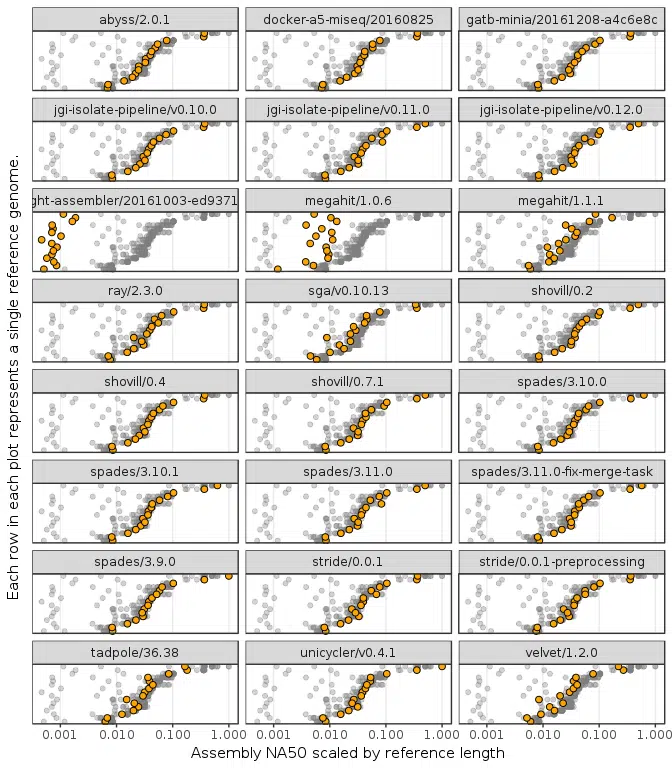 abyss/2.0.1
docker-a5-miseq/20160825
gatb-minia/20161208-a4c6e8c
jgi-isolate-pipeline/v0.10.0
jgi-isolate-pipeline/v0.11.0
jgi-isolate-pipeline/v0.12.0
ght-assembler/20161003-ed9371
megahit/1.0.6
megahit/1.1.1
ray/2.3.0
sga/v0.10.13
shovill/0.2
shovill/0.4
shovill/0.7.1
spades/3.10.0
spades/3.10.1
spades/3.11.0
spades/3.11.0-fix-merge-task
spades/3.9.0
stride/0.0.1
stride/0.0.1-preprocessing
tadpole/36.38
unicycler/v0.4.1
velvet/1.2.0
Each row in each plot represents a single reference genome.
0.001 0.010 0.100 1.000 0.001 0.010 0.100 1.000 0.001 0.010 0.100 1.000
Assembly NA50 scaled by reference length